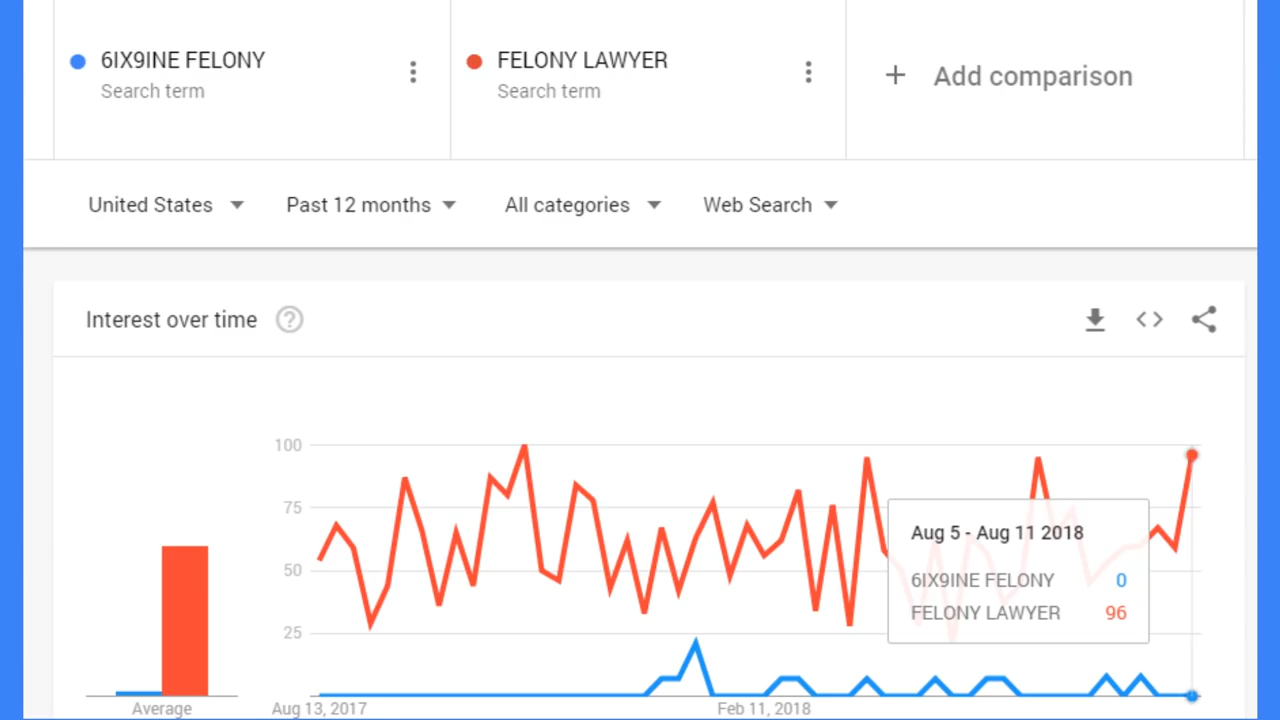 6IX9INE FELONY
Search term
FELONY LAWYER
Search term
+ Add comparison
United States
Past 12 months
All categories
Web Search
Interest over time ?
100
75
50
25
Aug 5 - Aug 11 2018
6IX9INE FELONY 0
FELONY LAWYER 96
Average
Aug 13, 2017
Feb 11, 2018